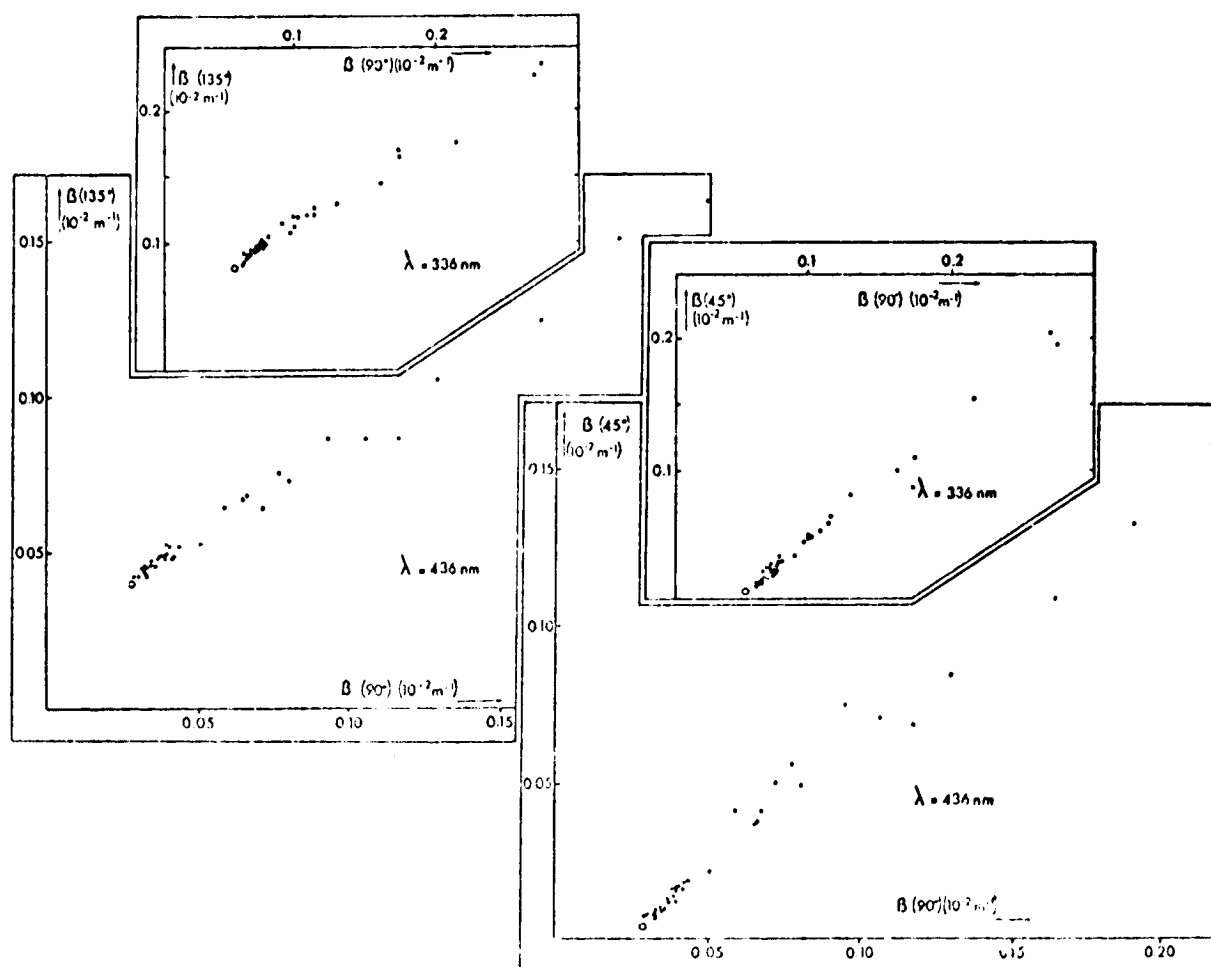 0.1 0.2
β (90°)(10⁻² m⁻¹)
β (135°)
(10⁻² m⁻¹)
0.2
0.1
λ = 336 nm
β (135°)
(10⁻² m⁻¹)
0.15
0.10
0.05
λ = 436 nm
β (90°) (10⁻² m⁻¹)
0.05 0.10 0.15
0.1 0.2
β (90°) (10⁻² m⁻¹)
β (45°)
(10⁻² m⁻¹)
0.2
0.1
λ = 336 nm
β (45°)
(10⁻² m⁻¹)
0.15
0.10
0.05
λ = 436 nm
β (90°)(10⁻² m⁻¹)
0.05 0.10 0.15 0.20